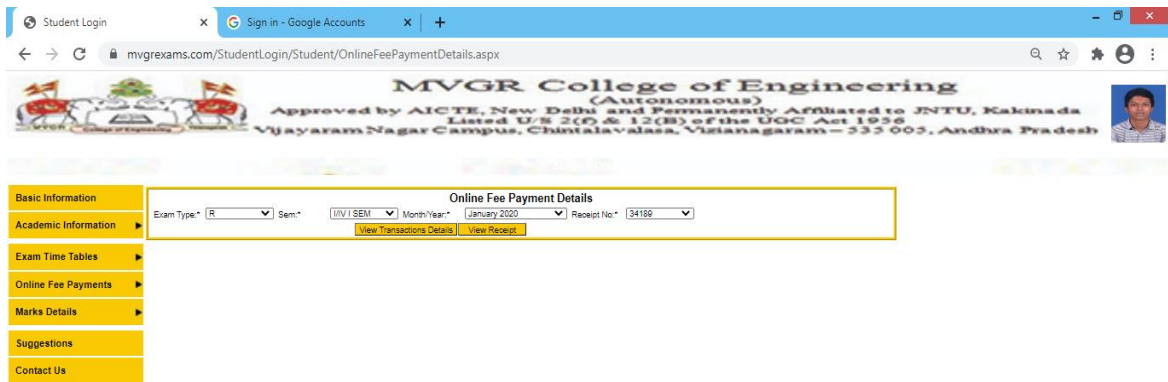 Student Login
Sign in - Google Accounts
mvgrexams.com/StudentLogin/Student/OnlineFeePaymentDetails.aspx
MVGR College of Engineering
(Autonomous)
Approved by AICTE, New Delhi and Permanently Affiliated to JNTU, Kakinada
Listed U/S 2(f) & 12(B) of the UGC Act 1956
Vijayaram Nagar Campus, Chintalavalasa, Vizianagaram - 535 005, Andhra Pradesh
Basic Information
Academic Information
Exam Time Tables
Online Fee Payments
Marks Details
Suggestions
Contact Us
Online Fee Payment Details
Exam Type:* R Sem:* I/IV I SEM Month/Year:* January 2020 Receipt No:* 34189
View Transactions Details View Receipt